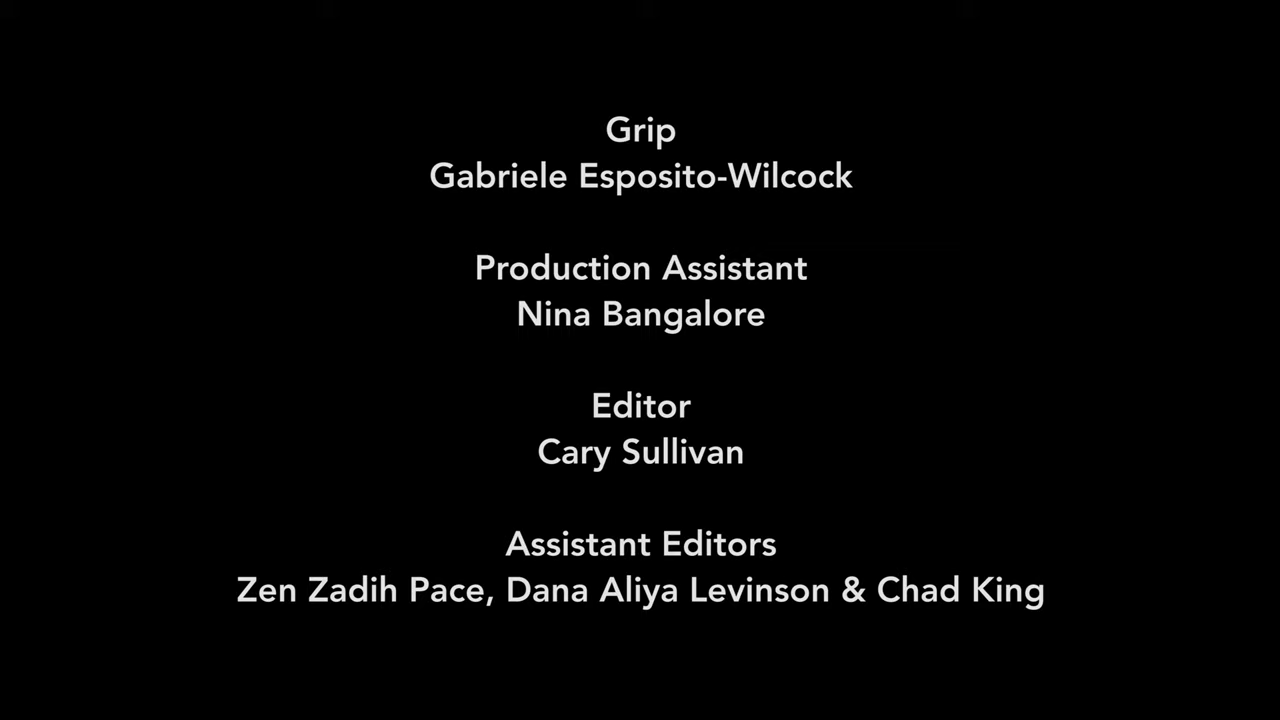 Grip
Gabriele Esposito-Wilcock
Production Assistant
Nina Bangalore
Editor
Cary Sullivan
Assistant Editors
Zen Zadih Pace, Dana Aliya Levinson & Chad King